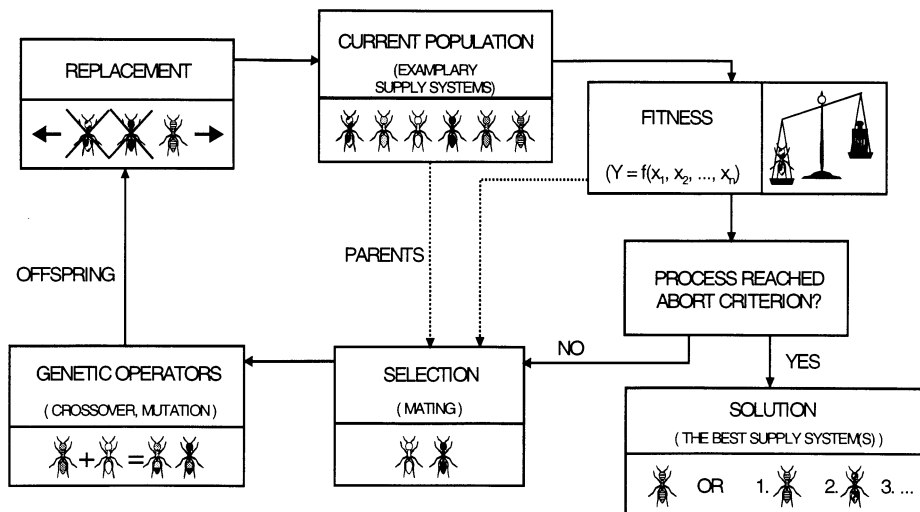 REPLACEMENT
CURRENT POPULATION
(EXAMPLARY
SUPPLY SYSTEMS)
FITNESS
(Y = f(x₁, x₂, ..., xₙ)
OFFSPRING
PARENTS
PROCESS REACHED
ABORT CRITERION?
NO
YES
GENETIC OPERATORS
( CROSSOVER, MUTATION )
+ =
SELECTION
( MATING )
SOLUTION
( THE BEST SUPPLY SYSTEM(S) )
OR 1. 2. 3. ...